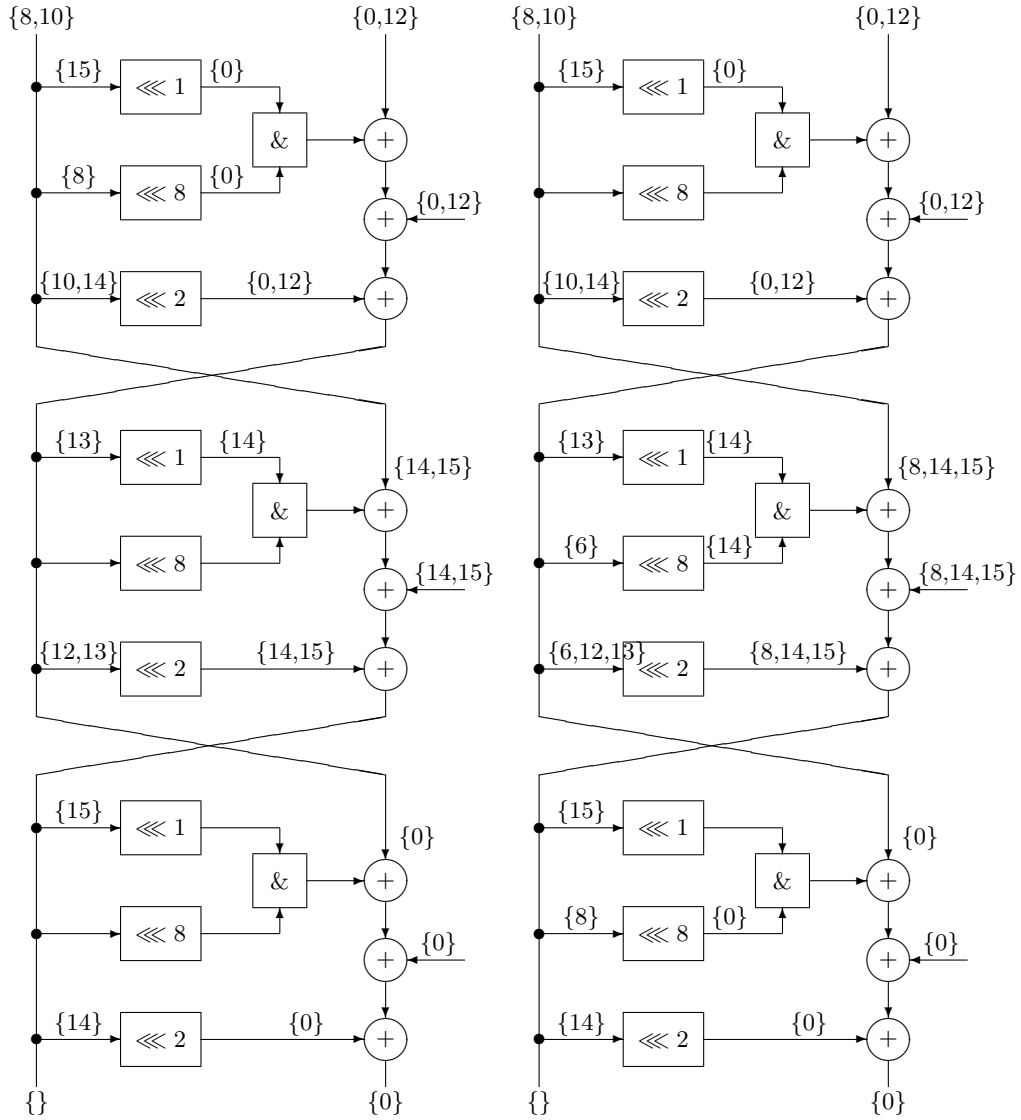 {8,10} {0,12} {8,10} {0,12}
{15} ⋘ 1 {0} {15} ⋘ 1 {0}
& + & +
{8} ⋘ 8 {0} ⋘ 8
+ {0,12} + {0,12}
{10,14} ⋘ 2 {0,12} + {10,14} ⋘ 2 {0,12} +
{13} ⋘ 1 {14} {13} ⋘ 1 {14}
{14,15} {8,14,15}
& + & +
⋘ 8 {6} ⋘ 8 {14}
+ {14,15} + {8,14,15}
{12,13} ⋘ 2 {14,15} + {6,12,13} ⋘ 2 {8,14,15} +
{15} ⋘ 1 {15} ⋘ 1
{0} {0}
& + & +
⋘ 8 {8} ⋘ 8 {0}
+ {0} + {0}
{14} ⋘ 2 {0} + {14} ⋘ 2 {0} +
{} {0} {} {0}